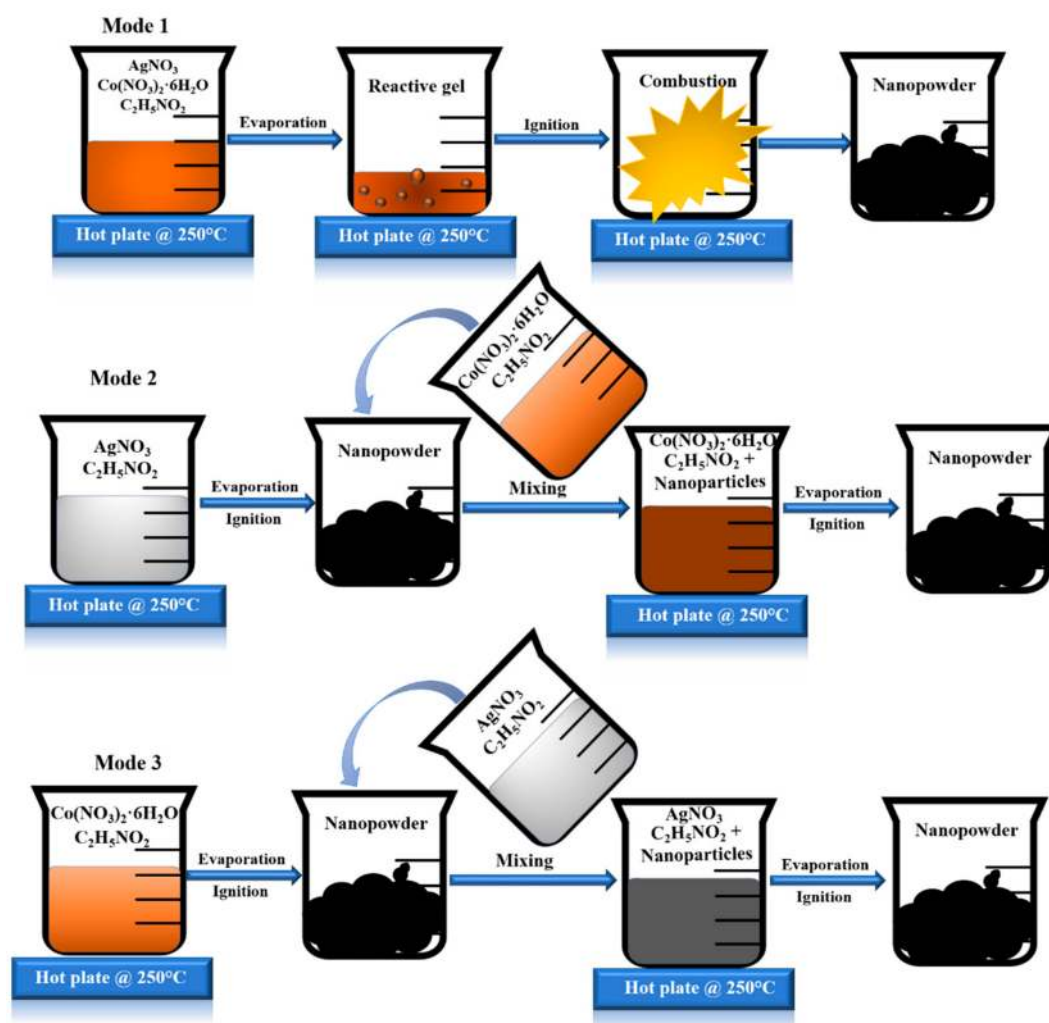 Mode 1
AgNO₃
Co(NO₃)₂·6H₂O
C₂H₅NO₂
Evaporation
Reactive gel
Ignition
Combustion
Nanopowder
Hot plate @ 250°C
Hot plate @ 250°C
Hot plate @ 250°C
Mode 2
AgNO₃
C₂H₅NO₂
Evaporation
Ignition
Nanopowder
Co(NO₃)₂·6H₂O
C₂H₅NO₂
Mixing
Co(NO₃)₂·6H₂O
C₂H₅NO₂ +
Nanoparticles
Evaporation
Ignition
Nanopowder
Hot plate @ 250°C
Hot plate @ 250°C
Mode 3
Co(NO₃)₂·6H₂O
C₂H₅NO₂
Evaporation
Ignition
Nanopowder
AgNO₃
C₂H₅NO₂
Mixing
AgNO₃
C₂H₅NO₂ +
Nanoparticles
Evaporation
Ignition
Nanopowder
Hot plate @ 250°C
Hot plate @ 250°C